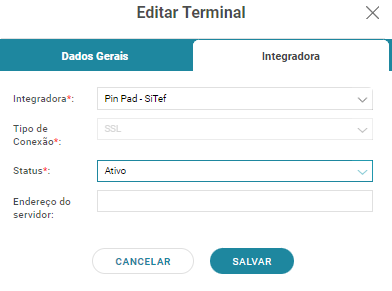 Editar Terminal
Dados Gerais
Integradora
Integradora*:
Pin Pad - SiTef
Tipo de
Conexão*:
SSL
Status*:
Ativo
Endereço do
servidor:
CANCELAR
SALVAR